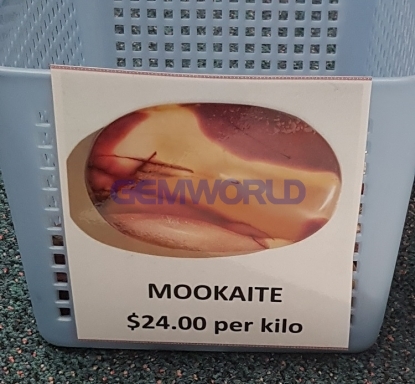 GEMWORLD
MOOKAITE
$24.00 per kilo